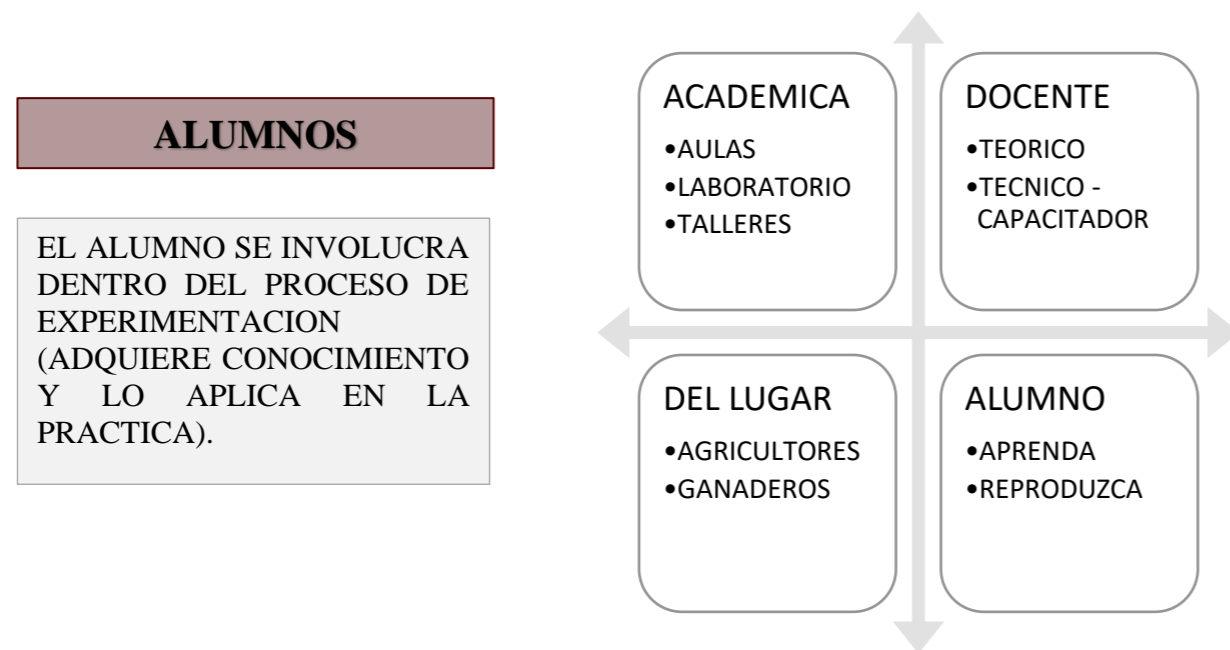 ALUMNOS
EL ALUMNO SE INVOLUCRA
DENTRO DEL PROCESO DE
EXPERIMENTACION
(ADQUIERE CONOCIMIENTO
Y LO APLICA EN LA
PRACTICA).
ACADEMICA
•AULAS
•LABORATORIO
•TALLERES
DOCENTE
•TEORICO
•TECNICO -
CAPACITADOR
DEL LUGAR
•AGRICULTORES
•GANADEROS
ALUMNO
•APRENDA
•REPRODUZCA